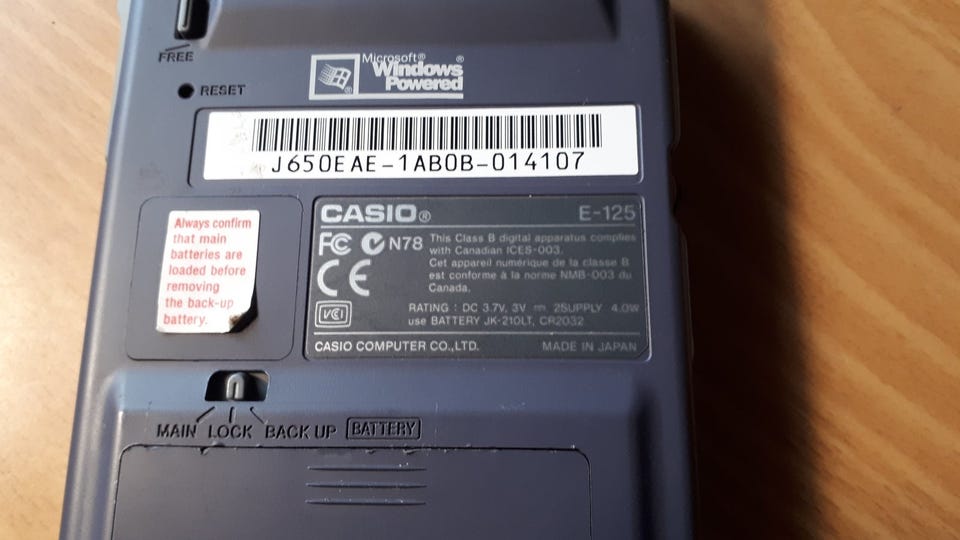 FREE
RESET
Microsoft®
Windows®
Powered
J650EAE-1AB0B-014107
Always confirm
that main
batteries are
loaded before
removing
the back-up
battery.
CASIO® E-125
FC N78 This Class B digital apparatus complies
with Canadian ICES-003.
Cet appareil numérique de la classe B
est conforme à la norme NMB-003 du
Canada.
CE
VCI
RATING : DC 3.7V, 3V ⎓ 2SUPPLY 4.0W
use BATTERY JK-210LT, CR2032
CASIO COMPUTER CO.,LTD. MADE IN JAPAN
MAIN LOCK BACK UP BATTERY